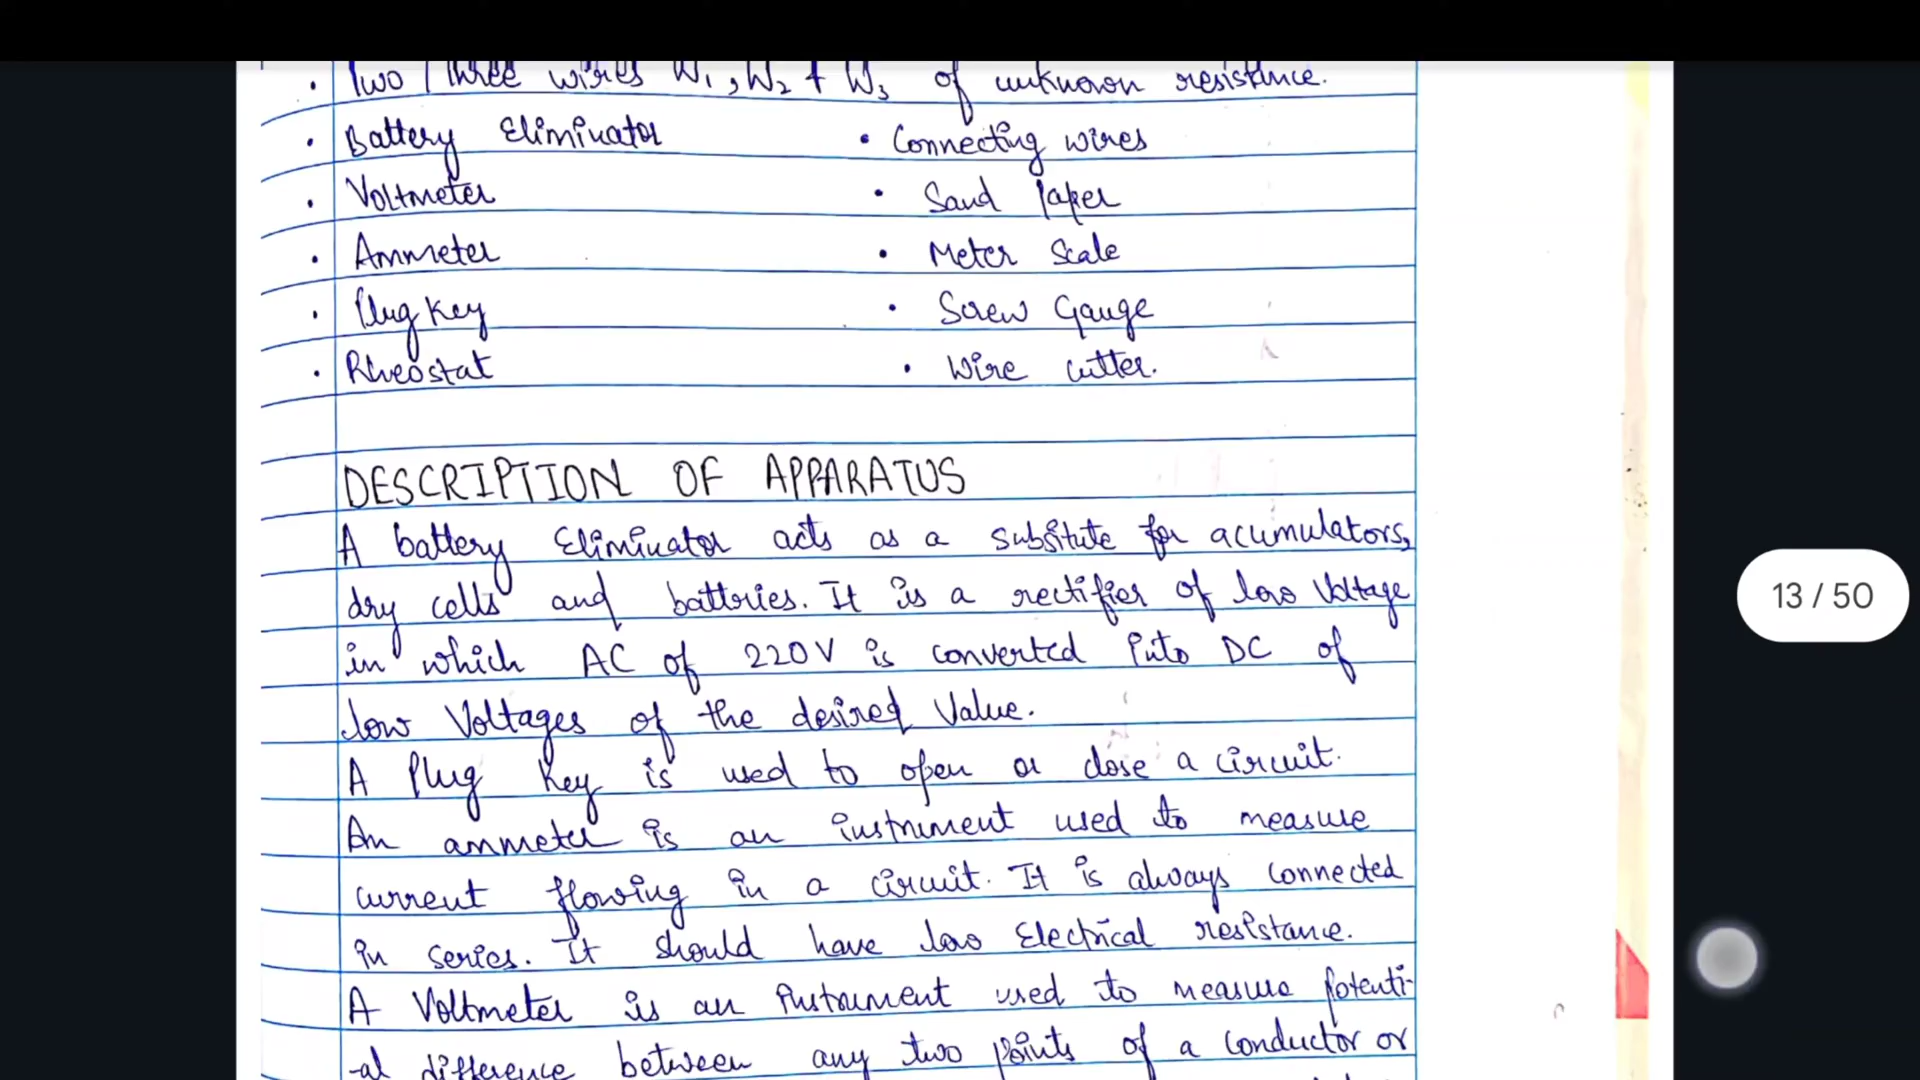 • Two / three wires W1, W2 + W3 of unknown resistance.
• Battery Eliminator • Connecting wires
• Voltmeter • Sand Paper
• Ammeter • Meter Scale
• Plug Key • Screw Gauge
• Rheostat • Wire cutter.
DESCRIPTION OF APPARATUS
A battery Eliminator acts as a subsitute for acumulators,
dry cells and battries. It is a rectifier of low Voltage
in which AC of 220V is converted into DC of
low Voltages of the desired Value.
A Plug Key is used to open or close a circuit.
An ammeter is an instrument used to measure
current flowing in a circuit. It is always connected
in series. It should have low Electrical resistance.
A Voltmeter is an instrument used to measure potenti-
-al difference between any two points of a conductor or
13 / 50